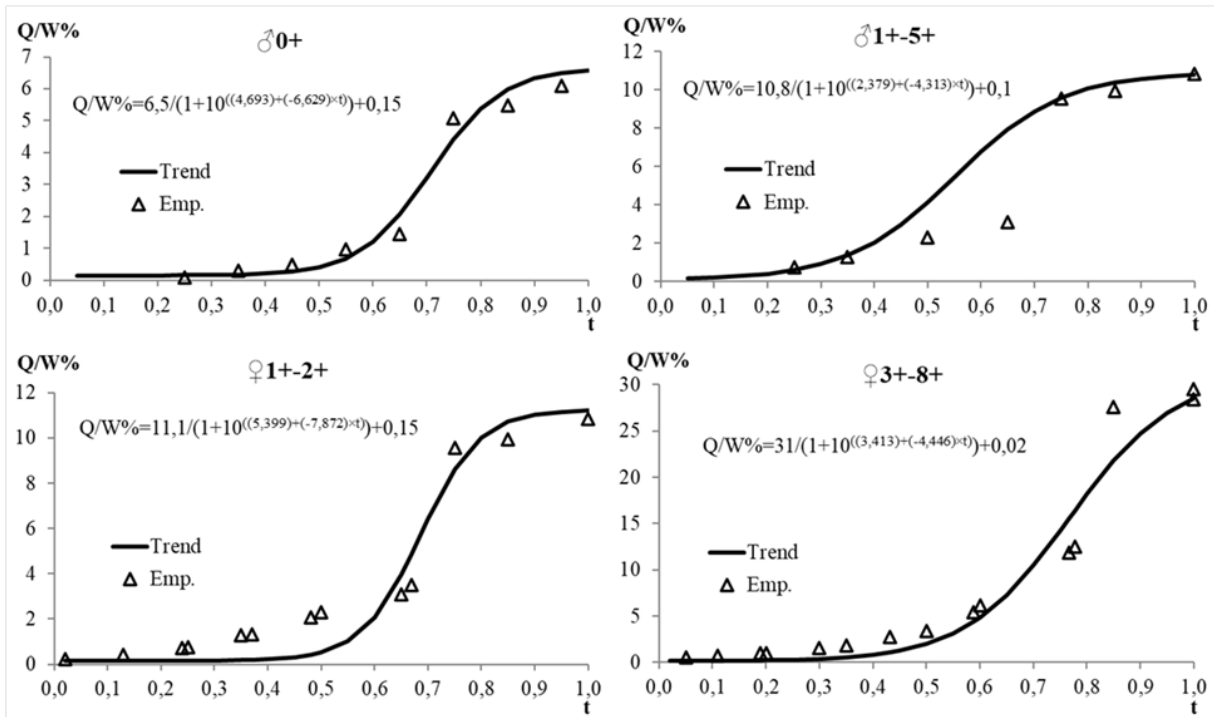 Q/W%
♂0+
7
6
5
4
3
2
1
0
Q/W%=6,5/(1+10^((4,693)+(-6,629)×t))+0,15
Trend
Emp.
0,0 0,1 0,2 0,3 0,4 0,5 0,6 0,7 0,8 0,9 1,0
t
Q/W%
♂1+-5+
12
10
8
6
4
2
0
Q/W%=10,8/(1+10^((2,379)+(-4,313)×t))+0,1
Trend
Emp.
0,0 0,1 0,2 0,3 0,4 0,5 0,6 0,7 0,8 0,9 1,0
t
Q/W%
♀1+-2+
12
10
8
6
4
2
0
Q/W%=11,1/(1+10^((5,399)+(-7,872)×t))+0,15
Trend
Emp.
0,0 0,1 0,2 0,3 0,4 0,5 0,6 0,7 0,8 0,9 1,0
t
Q/W%
♀3+-8+
30
25
20
15
10
5
0
Q/W%=31/(1+10^((3,413)+(-4,446)×t))+0,02
Trend
Emp.
0,0 0,1 0,2 0,3 0,4 0,5 0,6 0,7 0,8 0,9 1,0
t